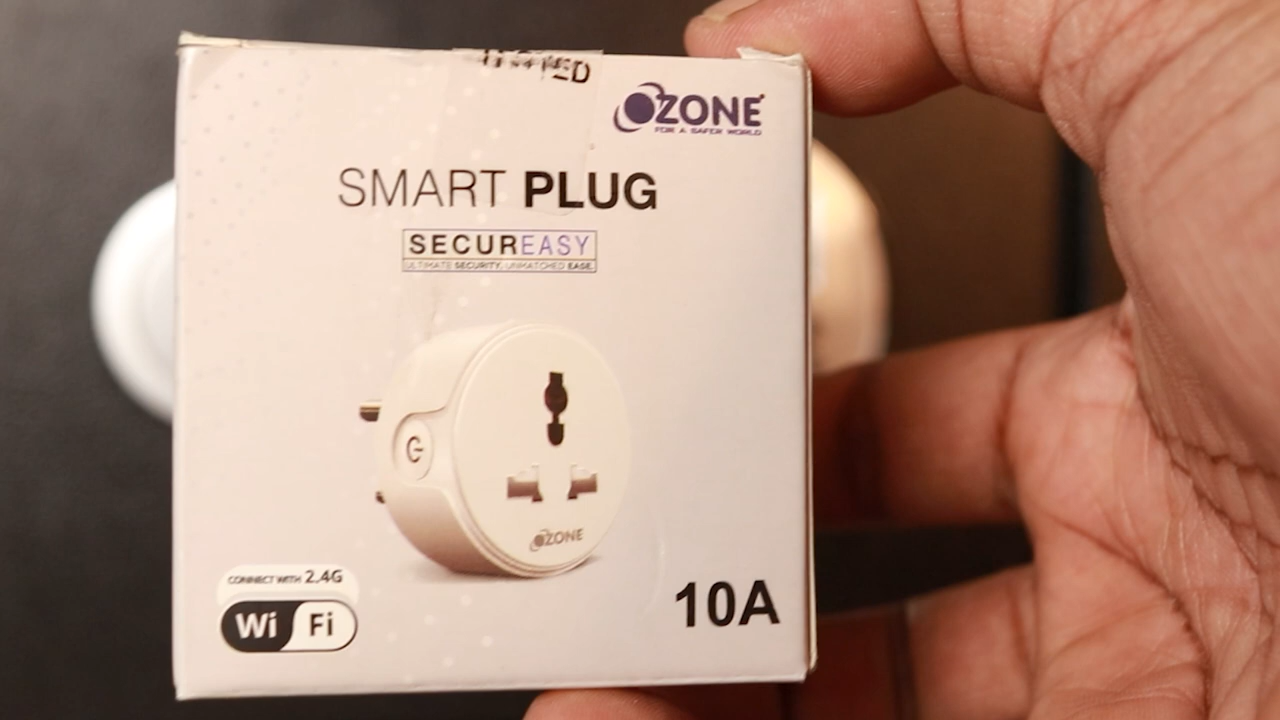 OZONE
FOR A SAFER WORLD
SMART PLUG
SECUREASY
ULTIMATE SECURITY. UNMATCHED EASE.
OZONE
CONNECT WITH 2.4G
Wi Fi
10A